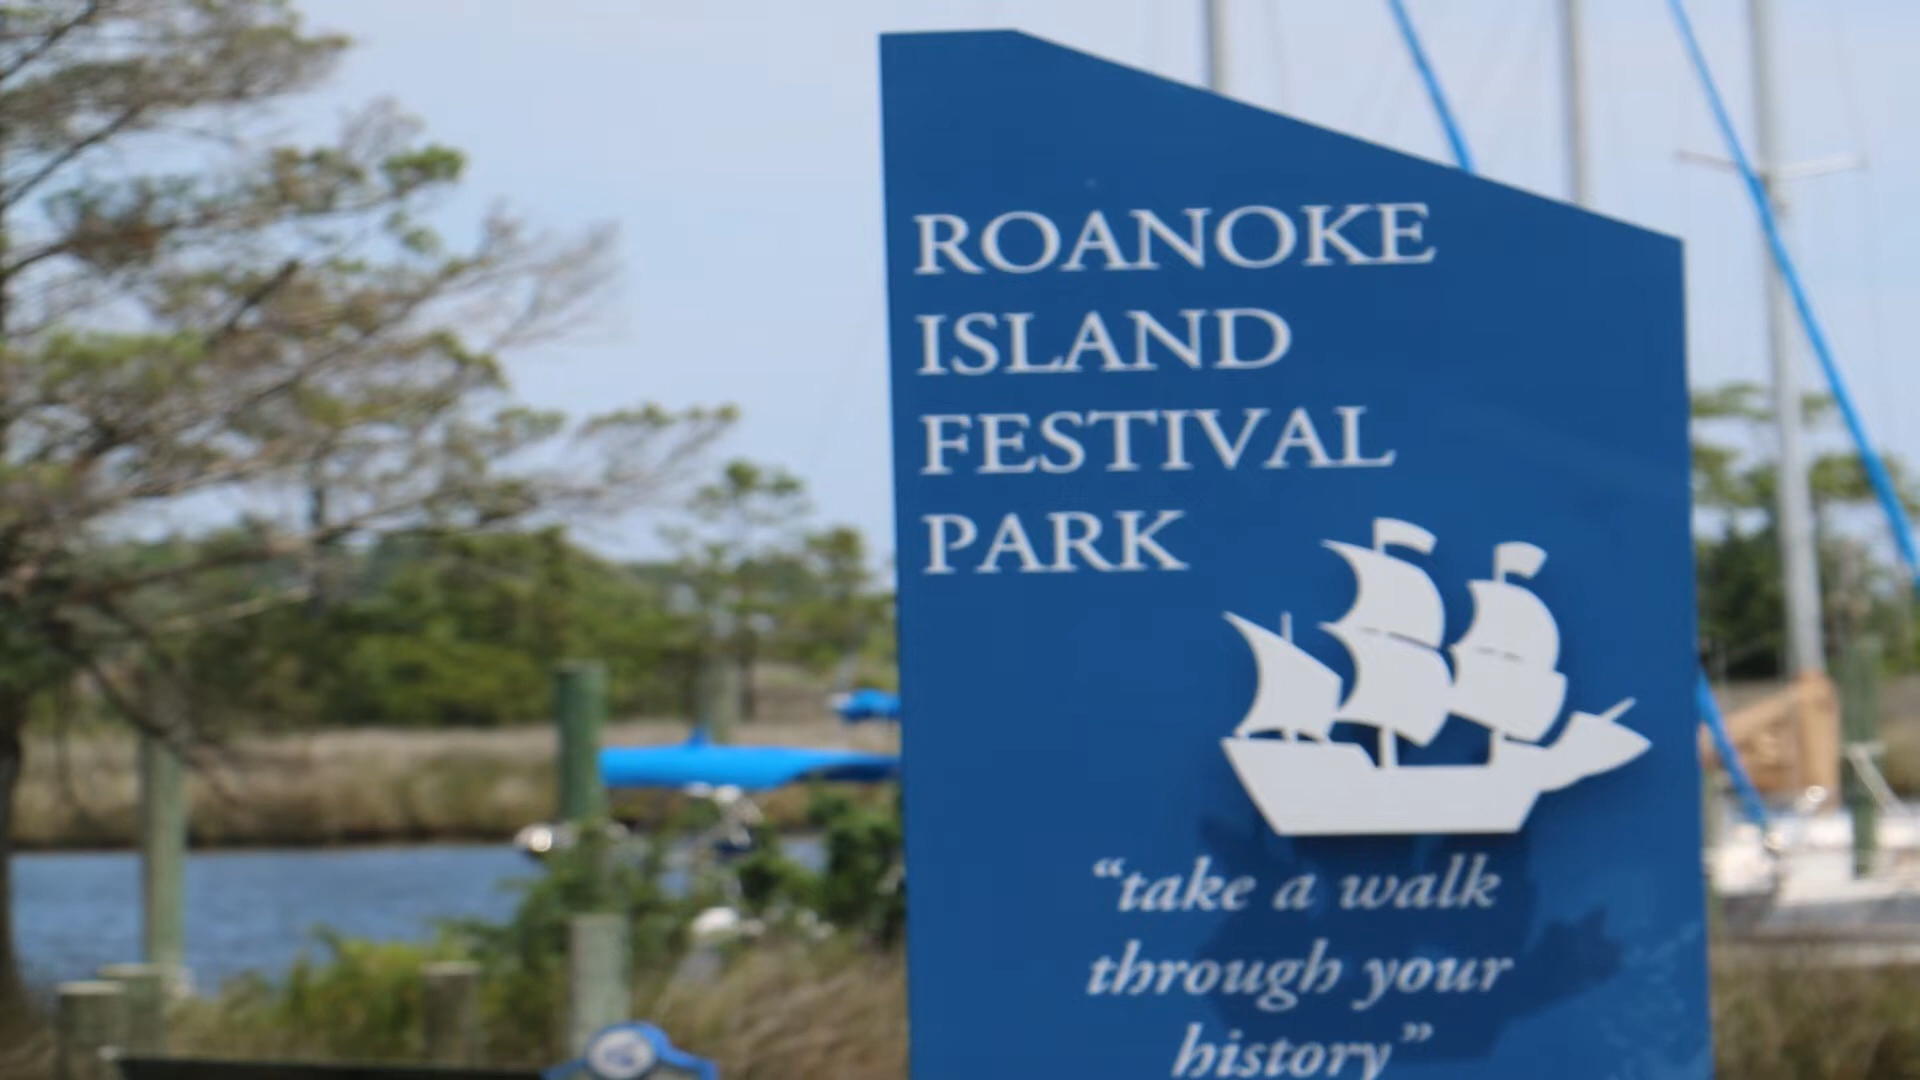 ROANOKE
ISLAND
FESTIVAL
PARK
“take a walk
through your
history”